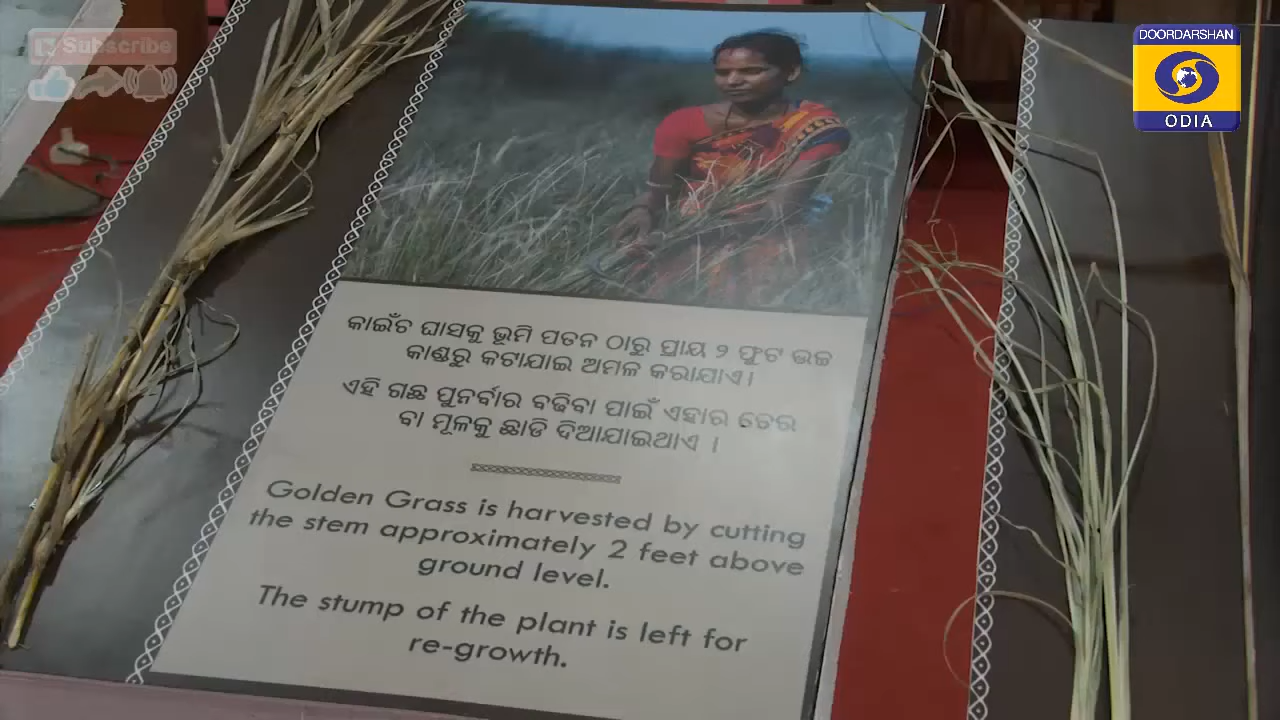 Subscribe
DOORDARSHAN
ODIA
କାଇଁଚ ଘାସକୁ ଭୂମି ପତନ ଠାରୁ ପ୍ରାୟ ୨ ଫୁଟ ଉଚ୍ଚ
କାଣ୍ଡରୁ କଟାଯାଇ ଅମଳ କରାଯାଏ।
ଏହି ଗଛ ପୁନର୍ବାର ବଢିବା ପାଇଁ ଏହାର ଚେର
ବା ମୂଳକୁ ଛାଡି ଦିଆଯାଇଥାଏ ।
Golden Grass is harvested by cutting
the stem approximately 2 feet above
ground level.
The stump of the plant is left for
re-growth.